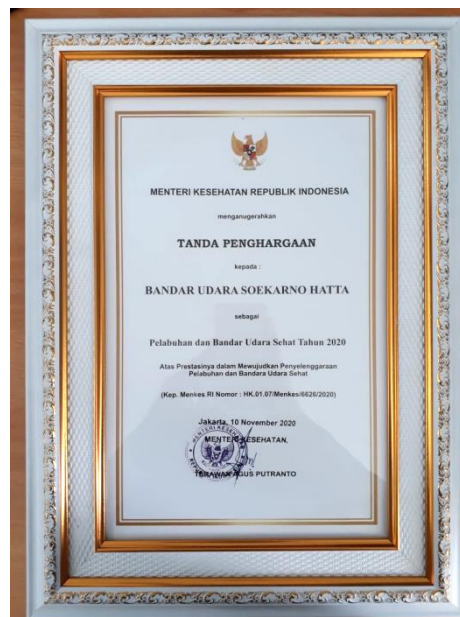 MENTERI KESEHATAN REPUBLIK INDONESIA
menganugerahkan
TANDA PENGHARGAAN
kepada :
BANDAR UDARA SOEKARNO HATTA
sebagai
Pelabuhan dan Bandar Udara Sehat Tahun 2020
Atas Prestasinya dalam Mewujudkan Penyelenggaraan
Pelabuhan dan Bandara Udara Sehat
(Kep. Menkes RI Nomor : HK.01.07/Menkes/6626/2020)
Jakarta, 10 November 2020
MENTERI KESEHATAN,
TERAWAN AGUS PUTRANTO